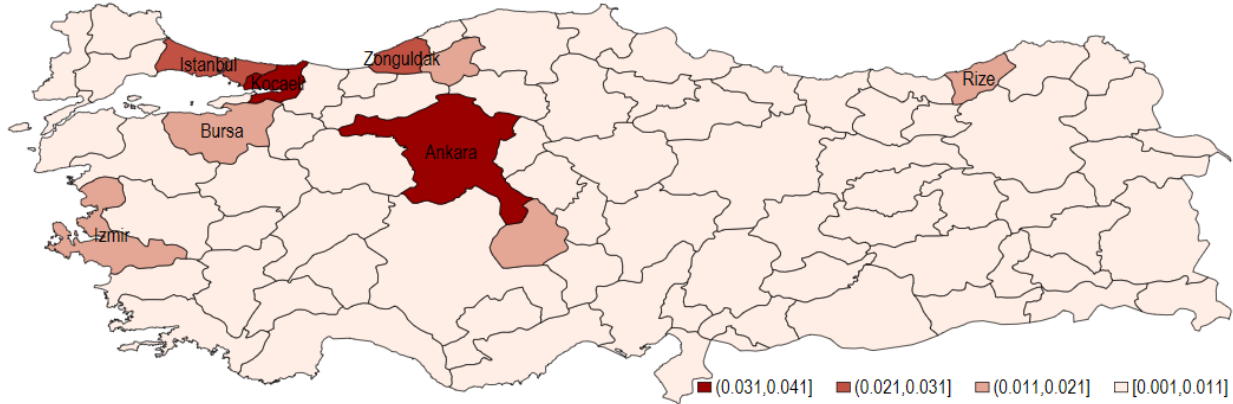 Zonguldak
Istanbul
Kocaeli
Rize
Bursa
Ankara
Izmir
(0.031,0.041] (0.021,0.031] (0.011,0.021] [0.001,0.011]